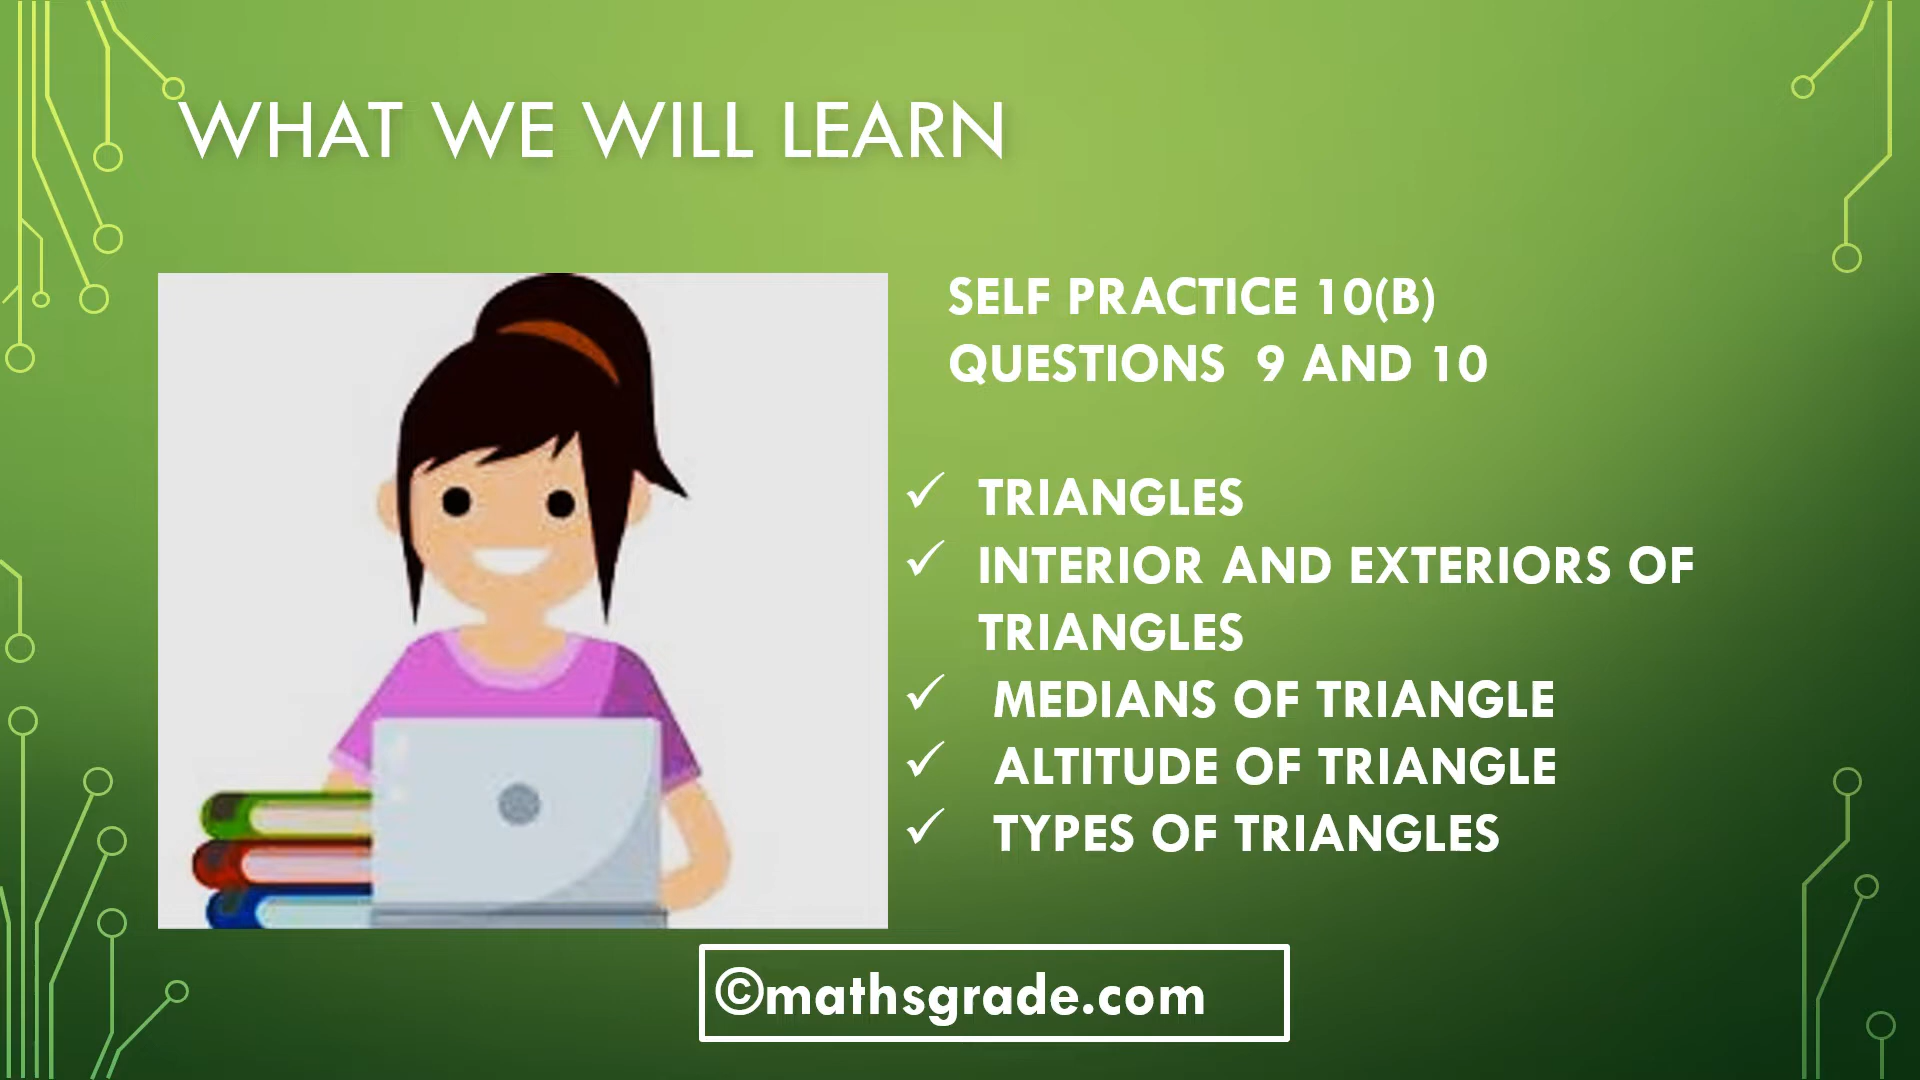 WHAT WE WILL LEARN
SELF PRACTICE 10(B)
QUESTIONS  9 AND 10
✓ TRIANGLES
✓ INTERIOR AND EXTERIORS OF
TRIANGLES
✓ MEDIANS OF TRIANGLE
✓ ALTITUDE OF TRIANGLE
✓ TYPES OF TRIANGLES
©mathsgrade.com